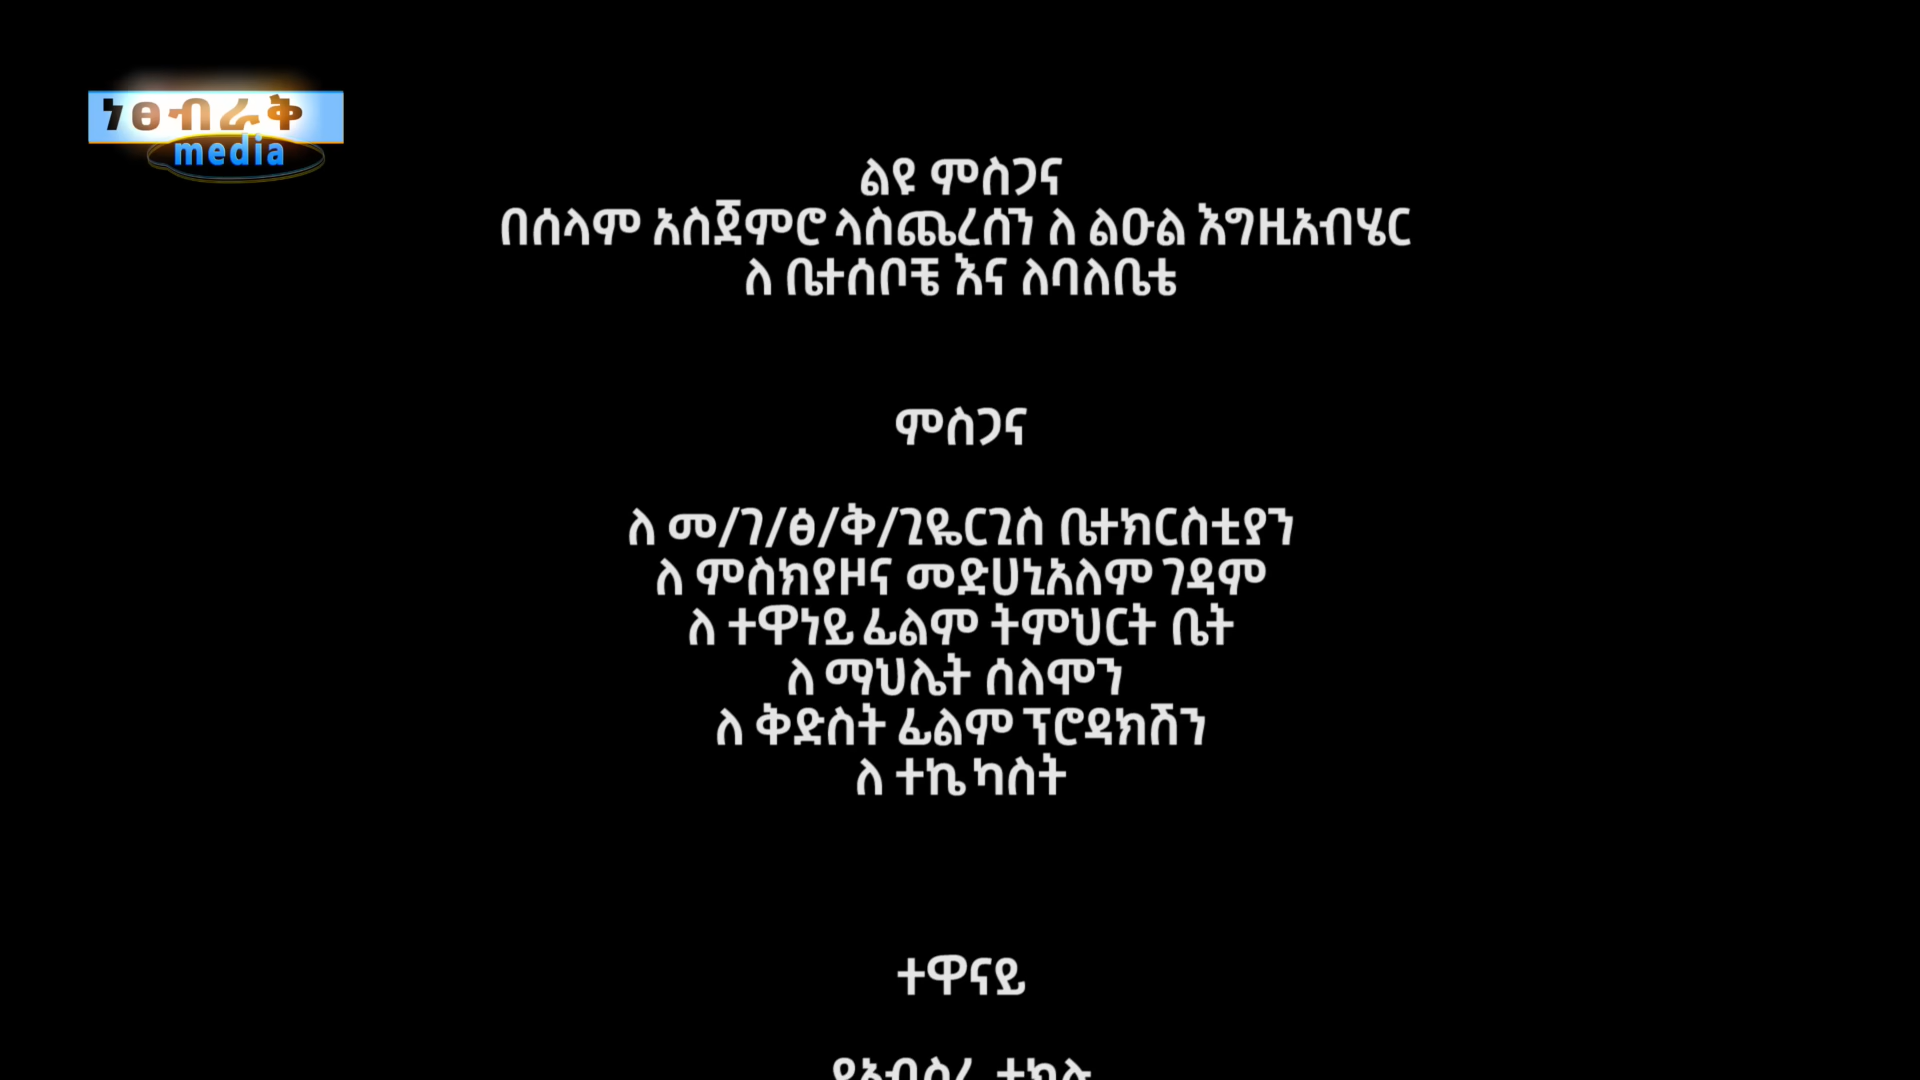 ነፀብራቅ
media
ልዩ ምስጋና
በሰላም አስጀምሮ ላስጨረሰን ለ ልዑል እግዚአብሄር
ለ ቤተሰቦቼ እና ለባለቤቴ
ምስጋና
ለ መ/ገ/ፅ/ቅ/ጊዬርጊስ ቤተክርስቲያን
ለ ምስክያዞና መድሀኒአለም ገዳም
ለ ተዋነይ ፊልም ትምህርት ቤት
ለ ማህሌት ሰለሞን
ለ ቅድስት ፊልም ፕሮዳክሽን
ለ ተኬ ካስት
ተዋናይ